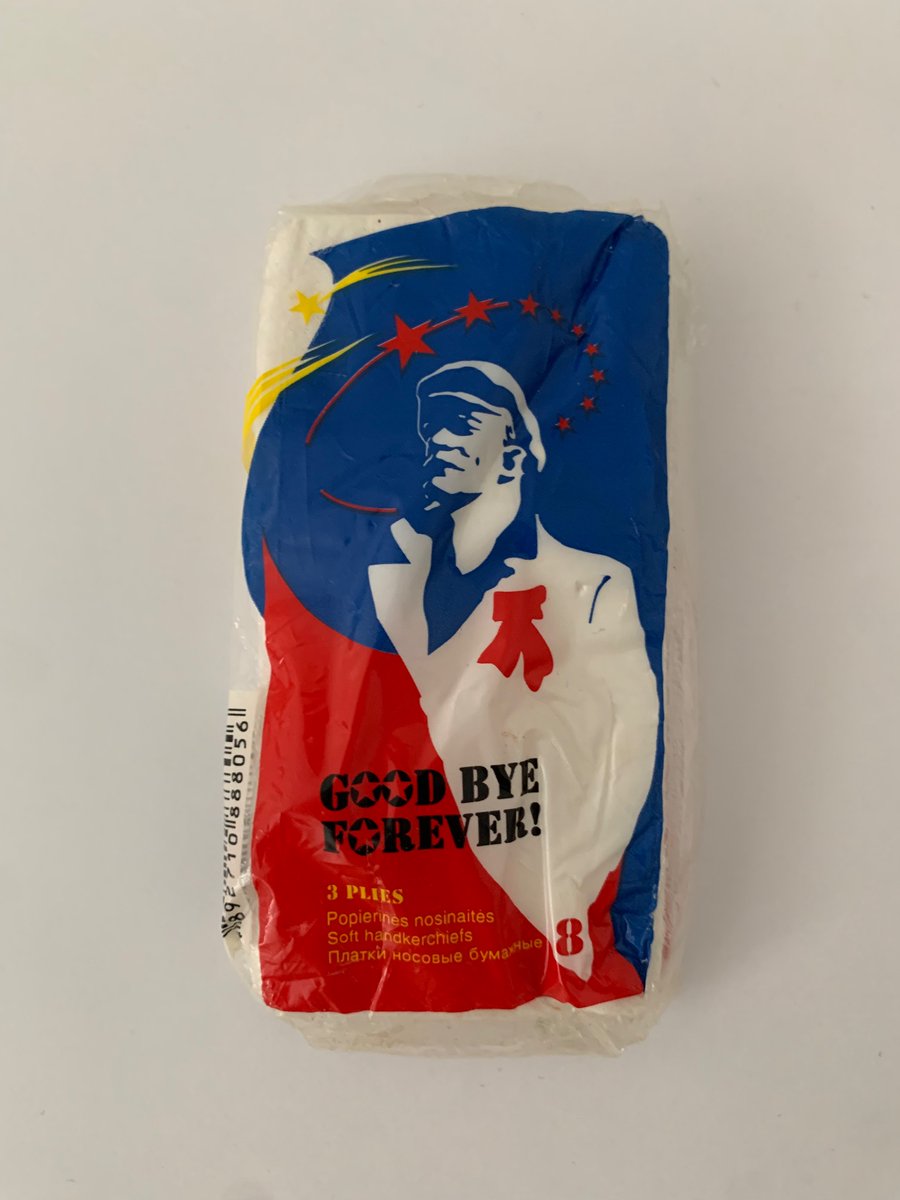 GOOD BYE
FOREVER!
3 PLIES
Popierinės nosinaitės
Soft handkerchiefs
Платки носовые бумажные
8